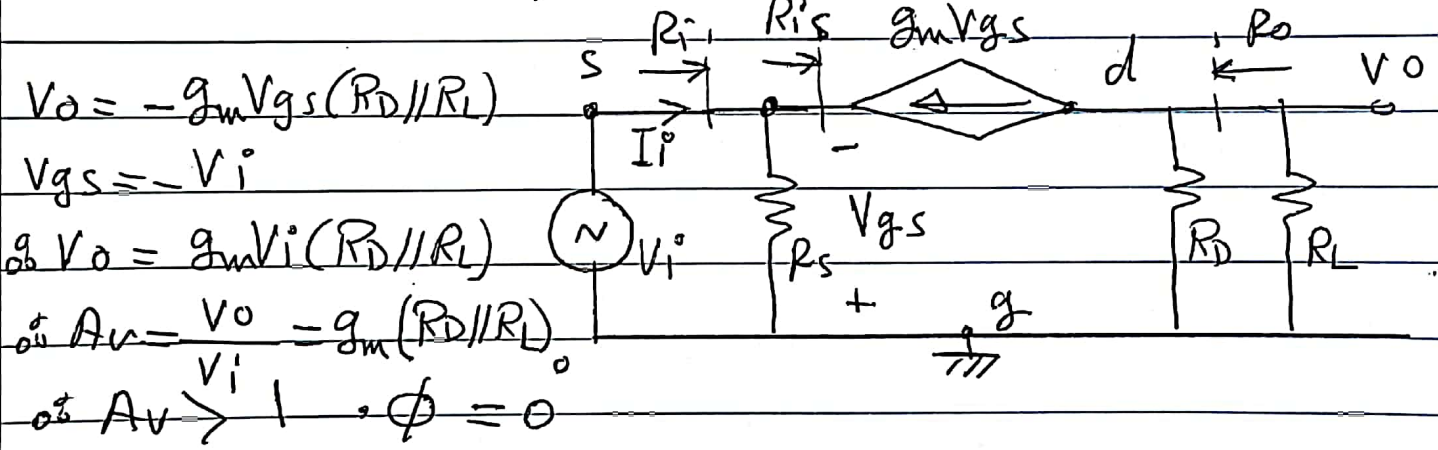 Vo = -gmVgs(RD//RL)
Vgs = -Vi
∴ Vo = gmVi(RD//RL)
∴ Av = Vo/Vi = gm(RD//RL)。
∴ Av > 1 , ϕ = 0
Ri Ris gmVgs Ro
S d Vo
Ii -
Vi Rs Vgs RD RL
+ g